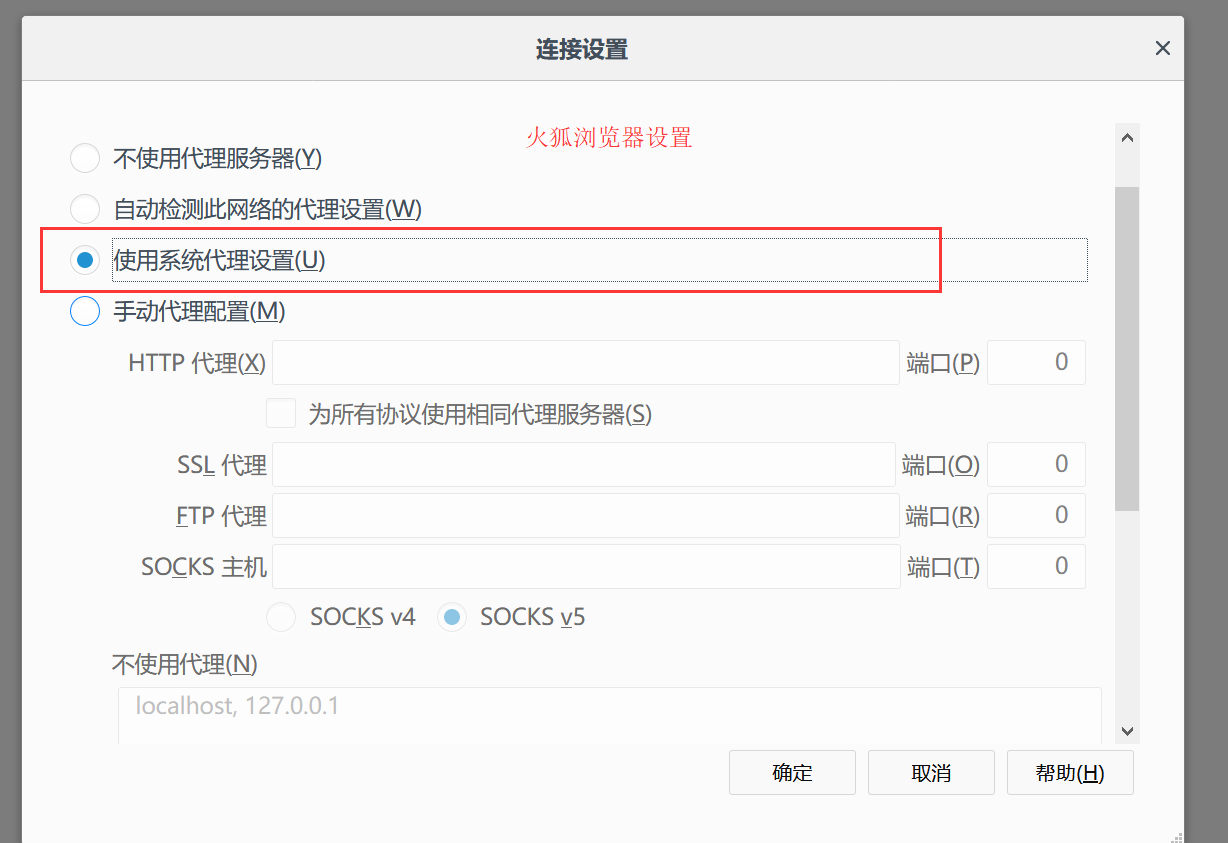 连接设置
火狐浏览器设置
不使用代理服务器(Y)
自动检测此网络的代理设置(W)
使用系统代理设置(U)
手动代理配置(M)
HTTP 代理(X) 端口(P) 0
为所有协议使用相同代理服务器(S)
SSL 代理 端口(O) 0
FTP 代理 端口(R) 0
SOCKS 主机 端口(T) 0
SOCKS v4 SOCKS v5
不使用代理(N)
localhost, 127.0.0.1
确定 取消 帮助(H)